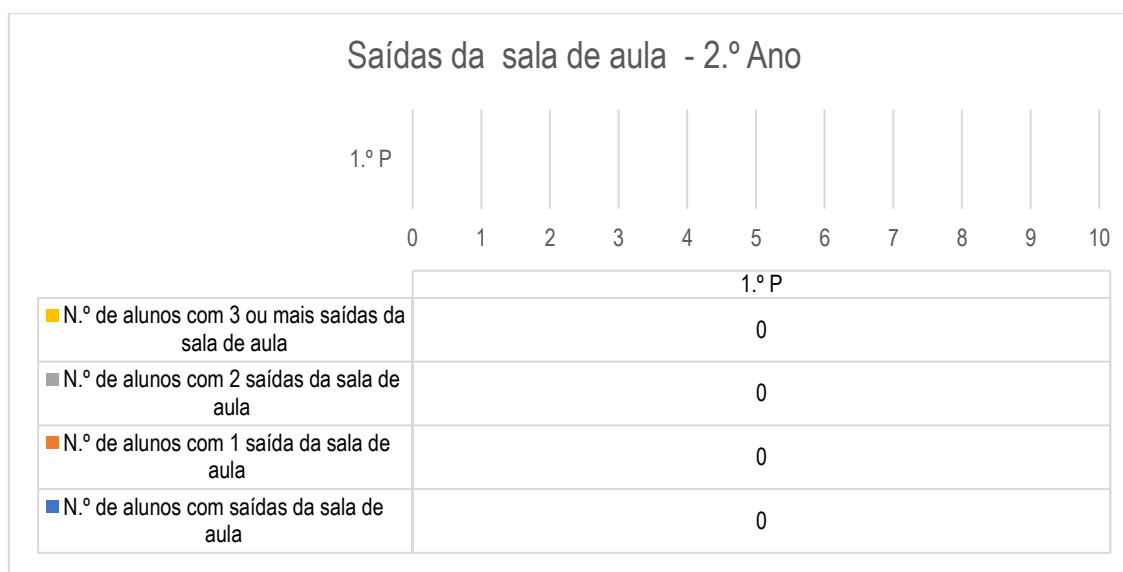 Saídas da sala de aula - 2.º Ano
1.º P
0 1 2 3 4 5 6 7 8 9 10
1.º P
N.º de alunos com 3 ou mais saídas da
sala de aula
0
N.º de alunos com 2 saídas da sala de
aula
0
N.º de alunos com 1 saída da sala de
aula
0
N.º de alunos com saídas da sala de
aula
0